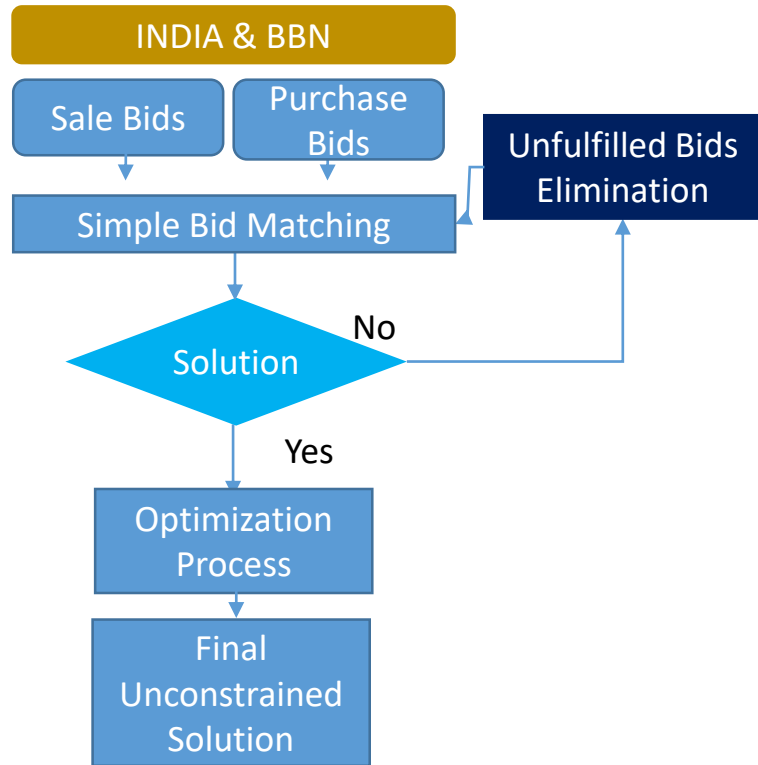 INDIA & BBN
Sale Bids
Purchase
Bids
Unfulfilled Bids
Elimination
Simple Bid Matching
No
Solution
Yes
Optimization
Process
Final
Unconstrained
Solution